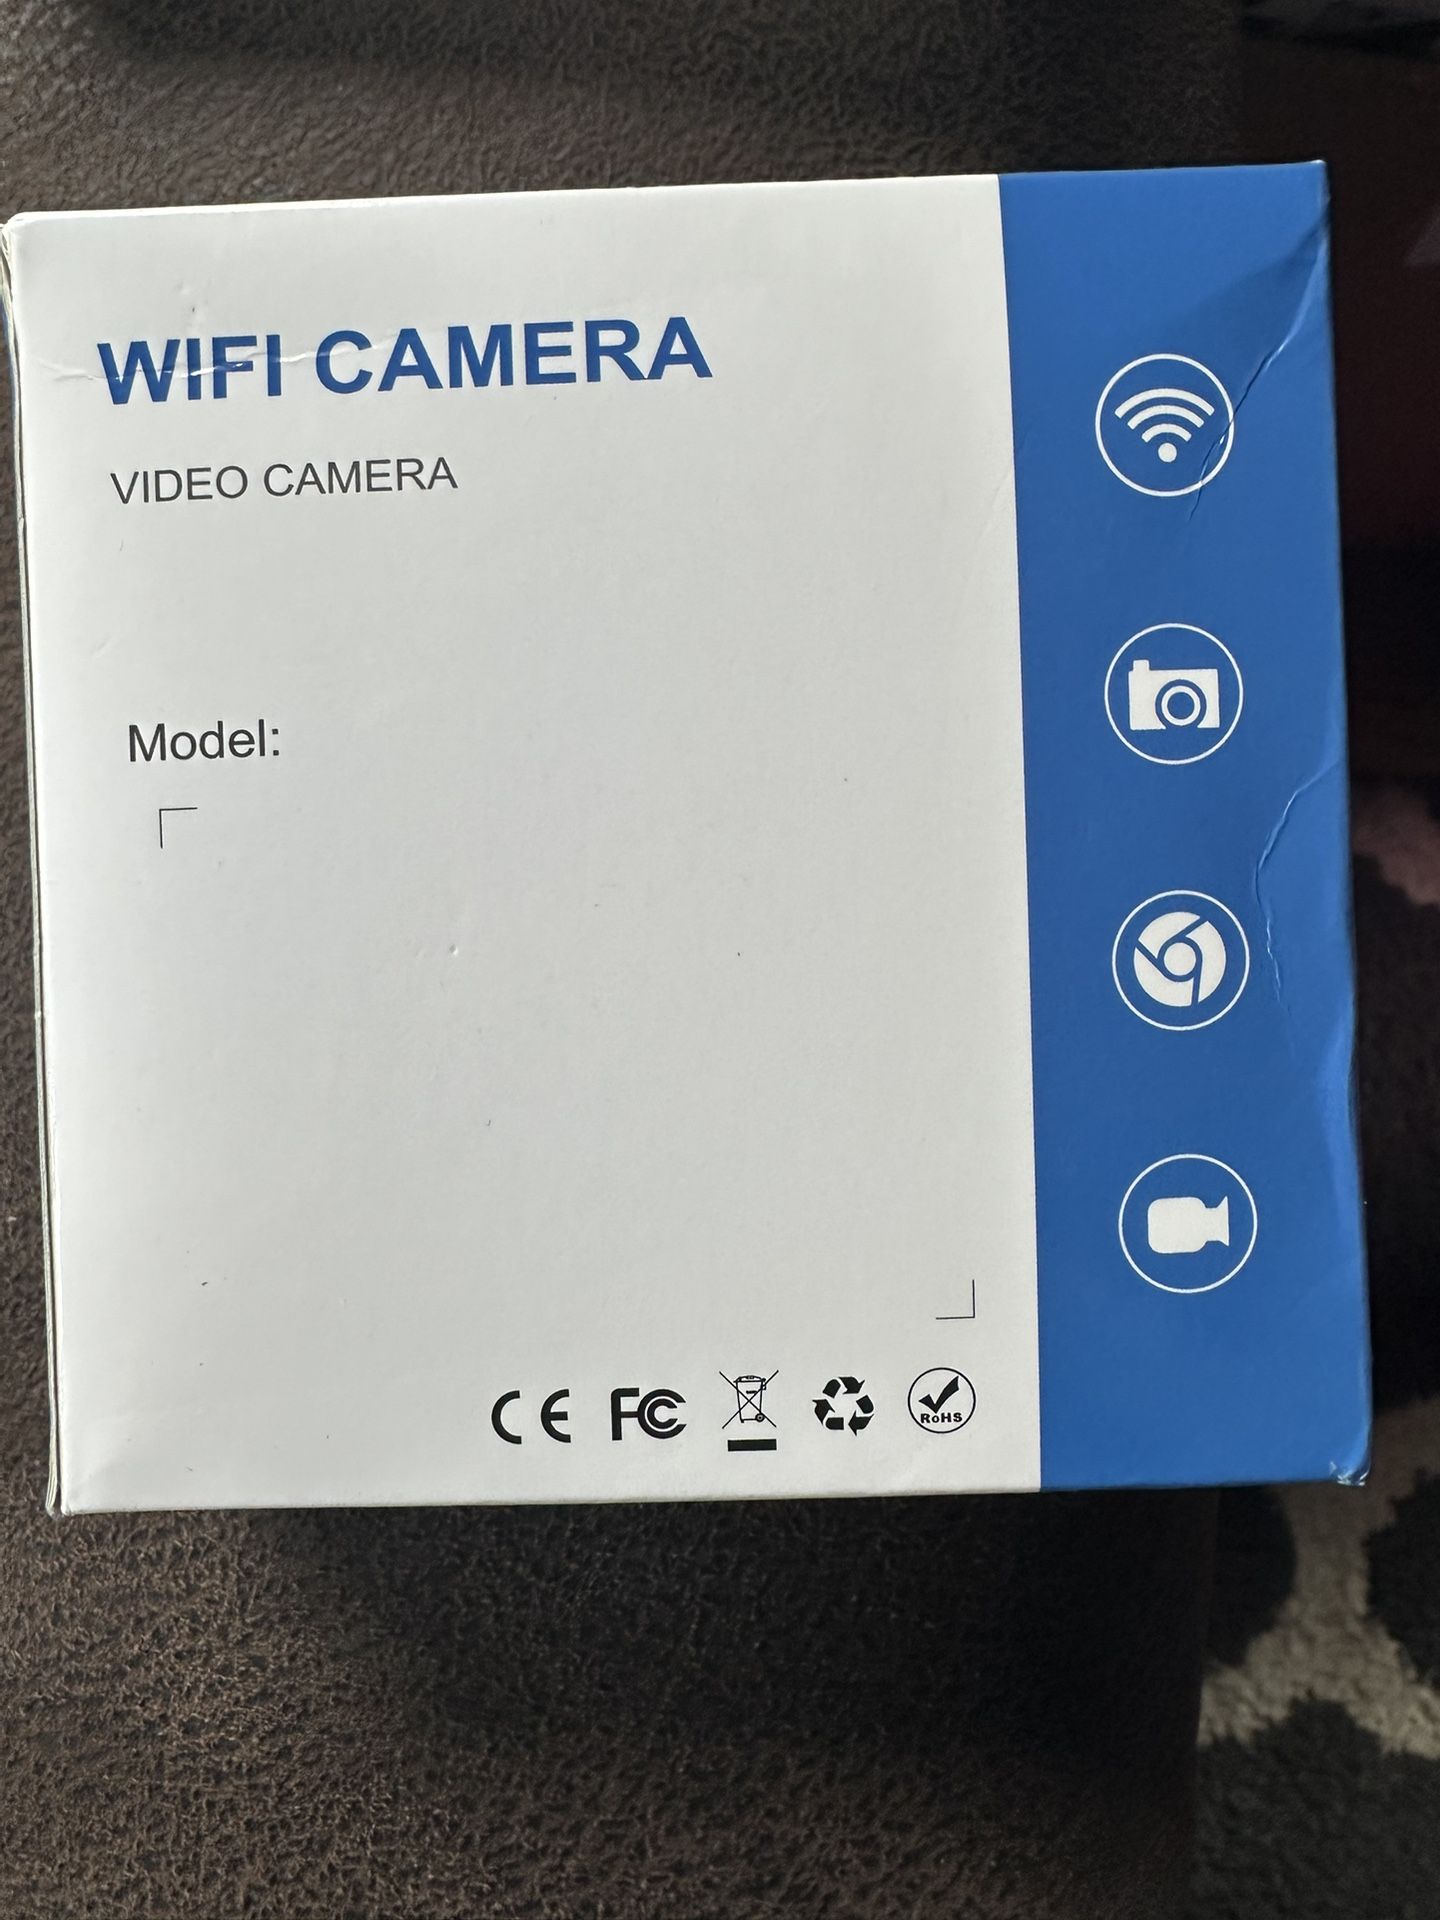 WIFI CAMERA
VIDEO CAMERA
Model:
CE FC RoHS